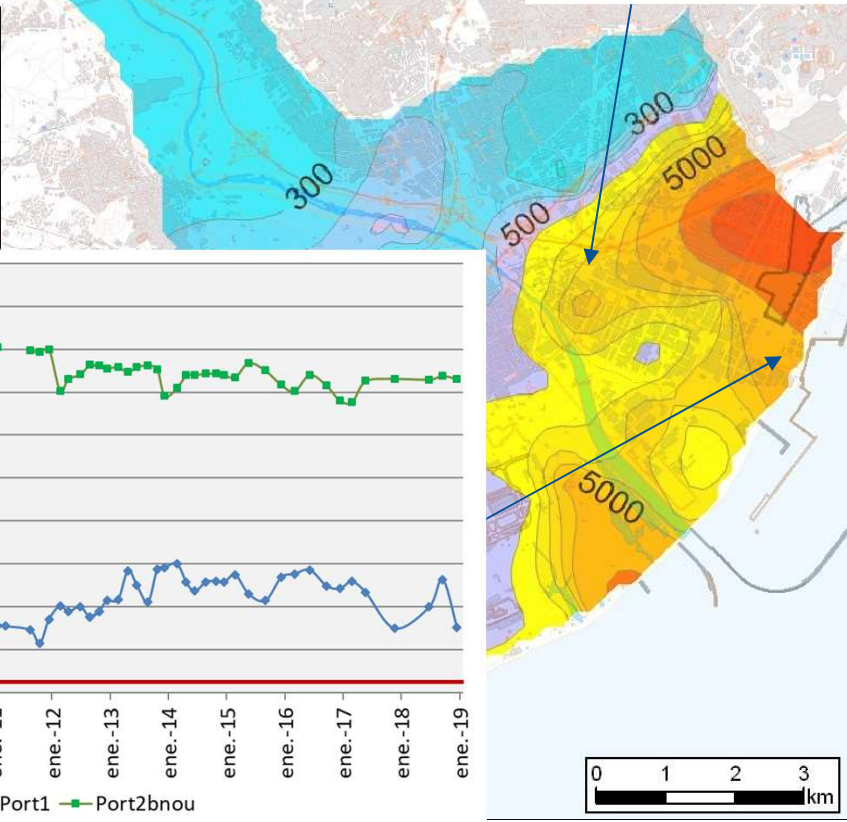 300
5000
300
500
5000
ene.-12
ene.-13
ene.-14
ene.-15
ene.-16
ene.-17
ene.-18
ene.-19
Port1 Port2bnou
0 1 2 3
km